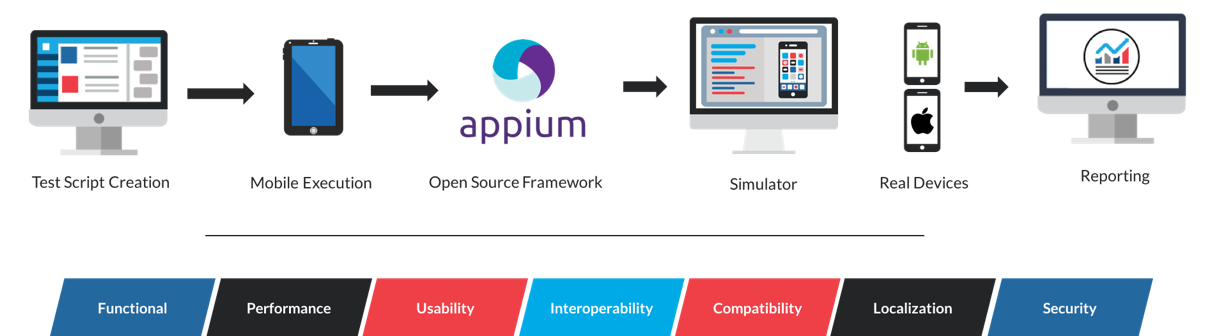 appium
Test Script Creation
Mobile Execution
Open Source Framework
Simulator
Real Devices
Reporting
Functional
Performance
Usability
Interoperability
Compatibility
Localization
Security